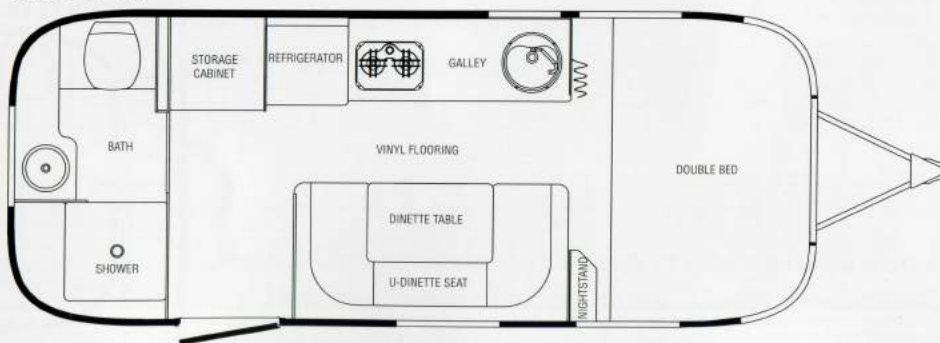 STORAGE
CABINET
REFRIGERATOR
GALLEY
BATH
VINYL FLOORING
DOUBLE BED
DINETTE TABLE
SHOWER
U-DINETTE SEAT
NIGHTSTAND